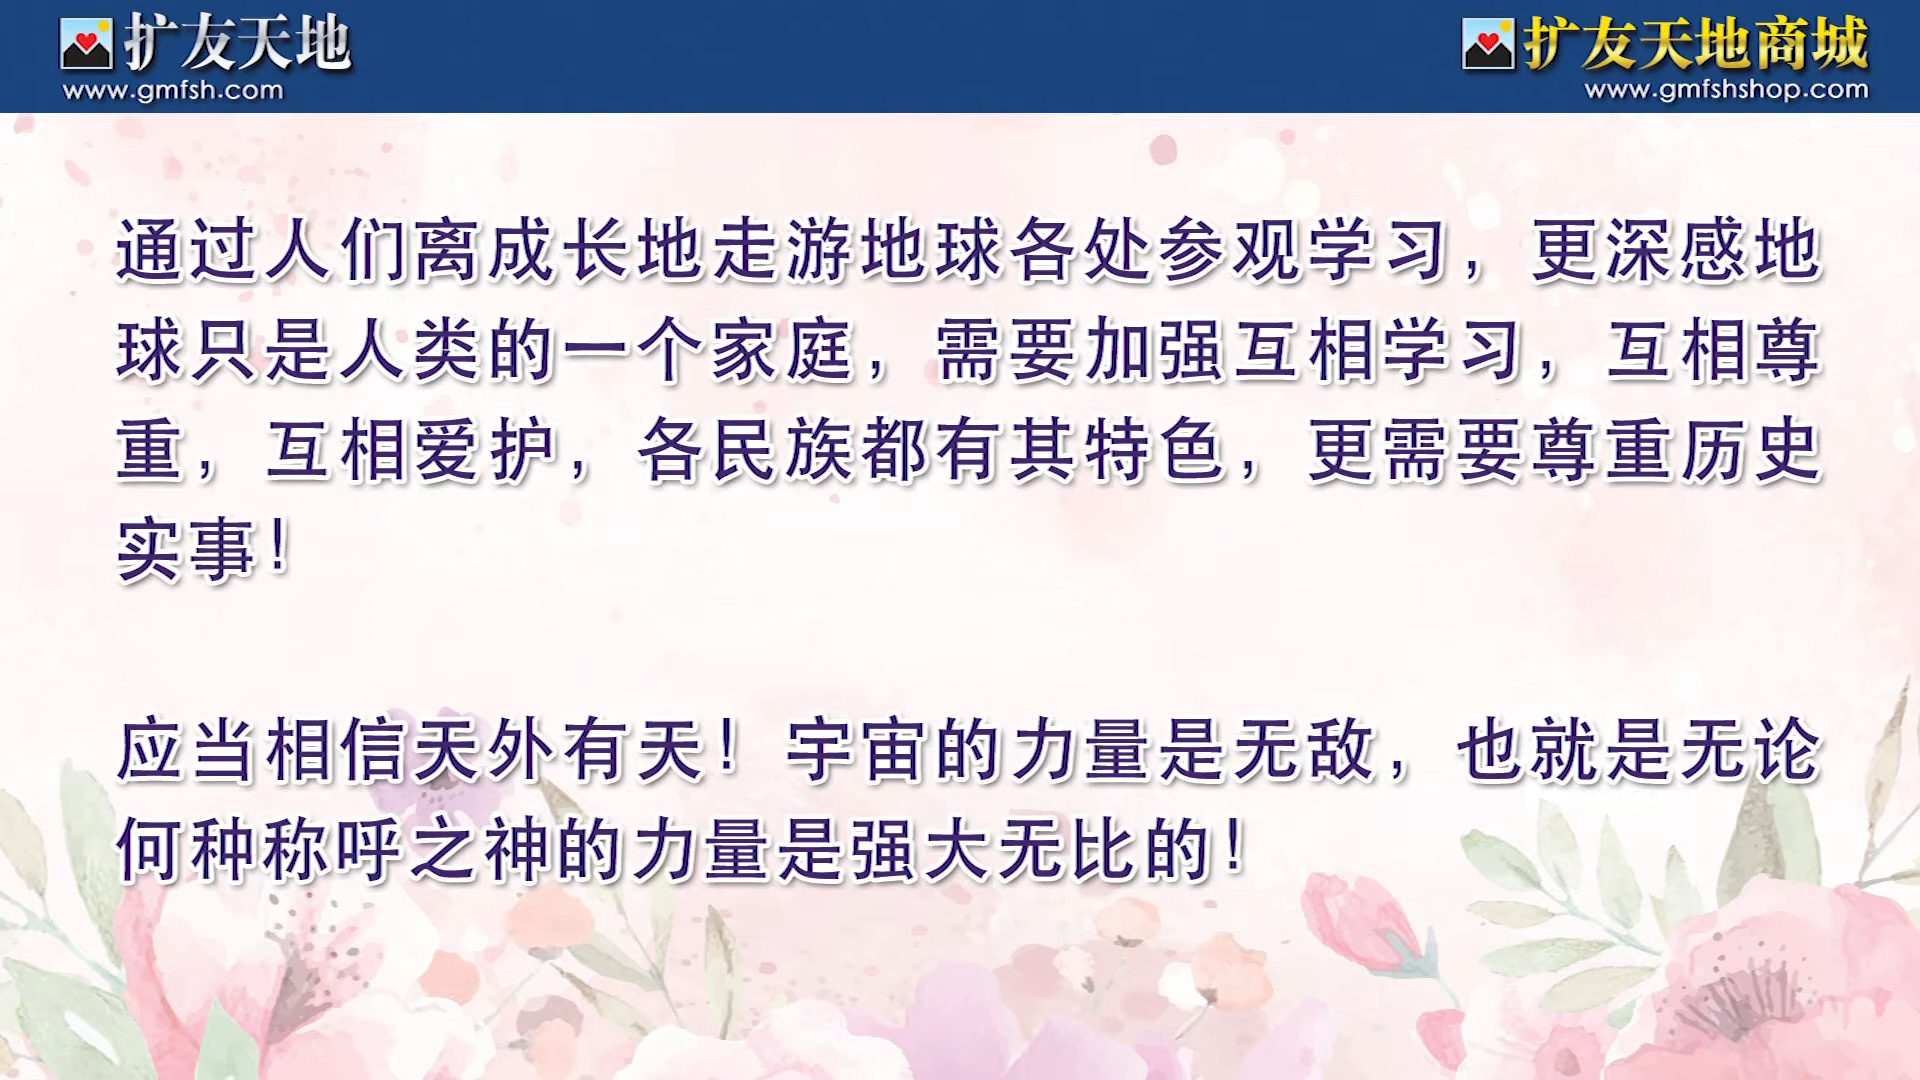 扩友天地
www.gmfsh.com
扩友天地商城
www.gmfshshop.com
通过人们离成长地走游地球各处参观学习，更深感地
球只是人类的一个家庭，需要加强互相学习，互相尊
重，互相爱护，各民族都有其特色，更需要尊重历史
实事！
应当相信天外有天！宇宙的力量是无敌，也就是无论
何种称呼之神的力量是强大无比的！